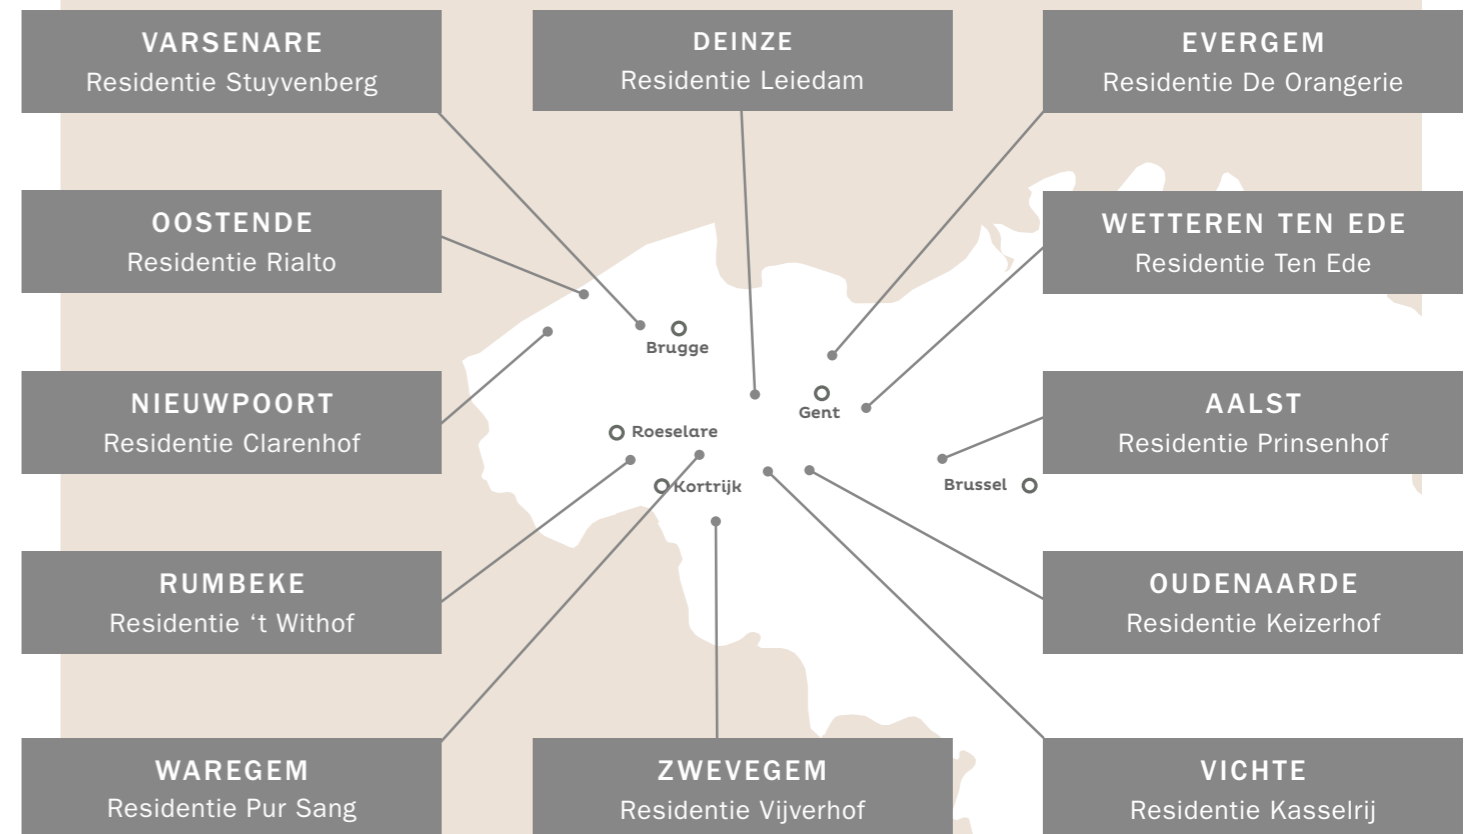 VARSENARE
Residentie Stuyvenberg
DEINZE
Residentie Leiedam
EVERGEM
Residentie De Orangerie
OOSTENDE
Residentie Rialto
WETTEREN TEN EDE
Residentie Ten Ede
Brugge
NIEUWPOORT
Residentie Clarenhof
Gent
AALST
Residentie Prinsenhof
Roeselare
Kortrijk
Brussel
RUMBEKE
Residentie ‘t Withof
OUDENAARDE
Residentie Keizerhof
WAREGEM
Residentie Pur Sang
ZWEVEGEM
Residentie Vijverhof
VICHTE
Residentie Kasselrij